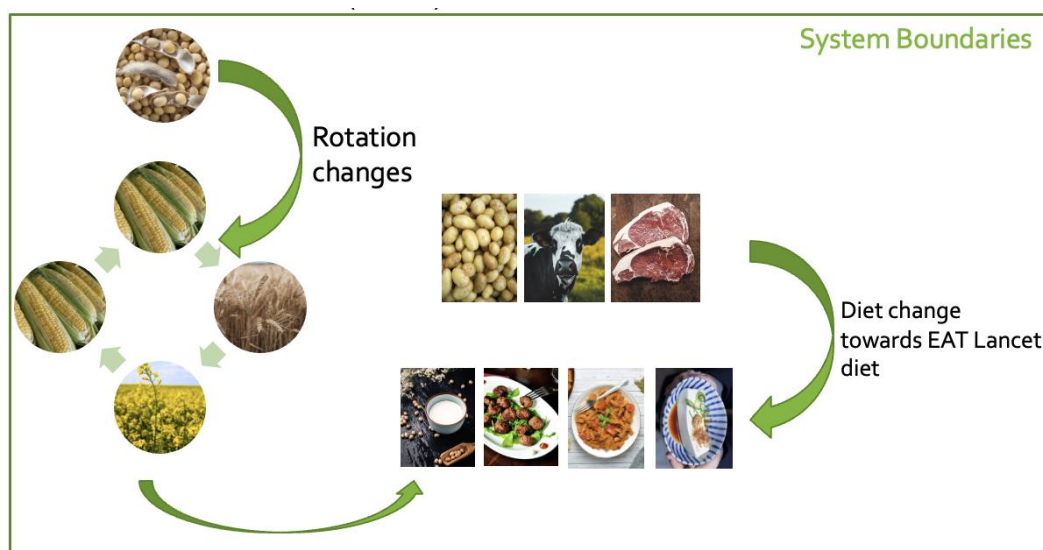 System Boundaries
Rotation
changes
Diet change
towards EAT Lancet
diet